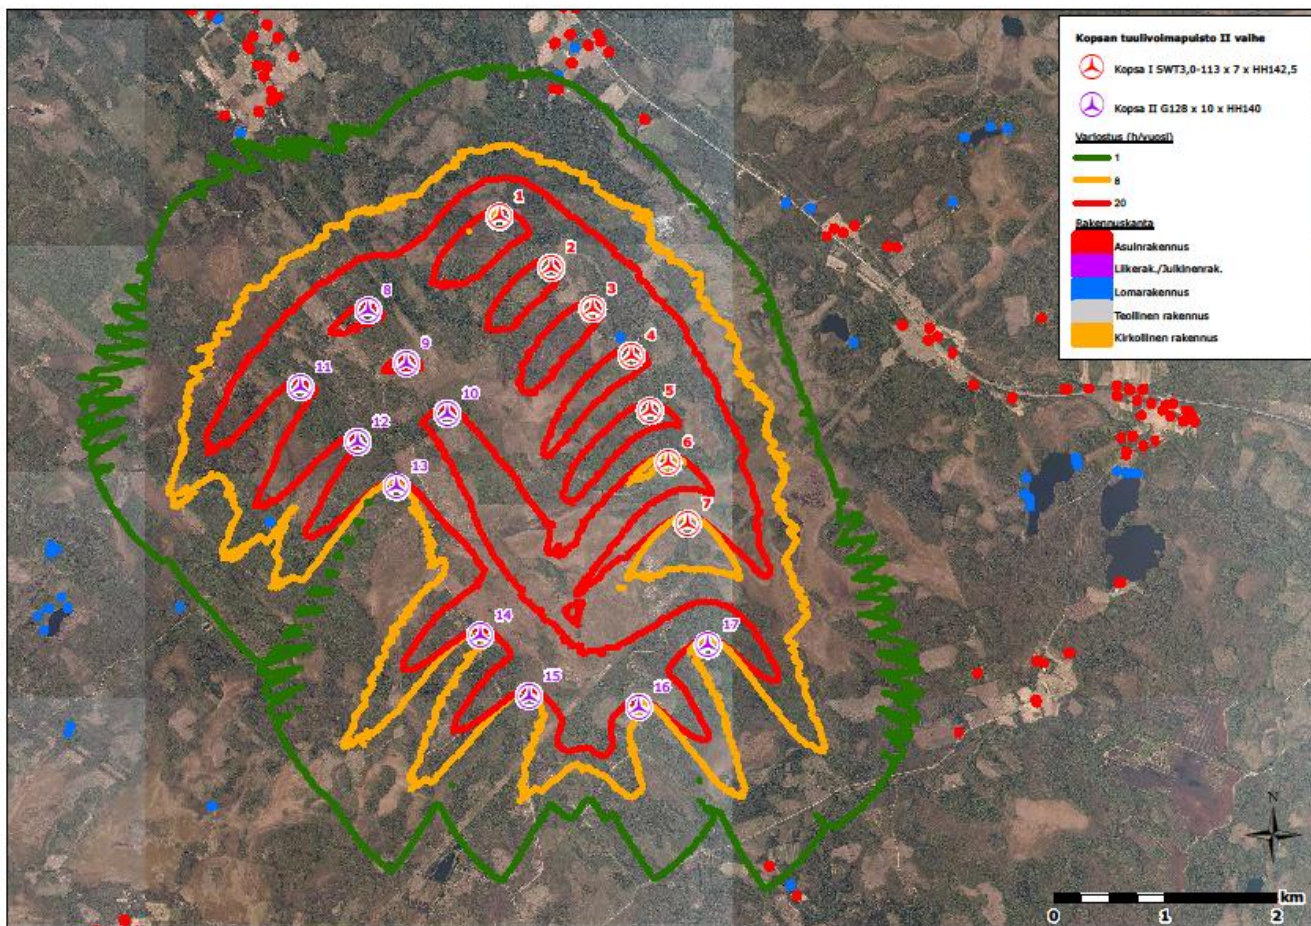 Kopsan tuulivoimapuisto II vaihe
Kopsa I SWT3,0-113 x 7 x HH142,5
Kopsa II G128 x 10 x HH140
Varjostus (h/vuosi)
1
8
20
Rakennuskanta
Asuinrakennus
Liikerak./Julkinenrak.
Lomarakennus
Teollinen rakennus
Kirkollinen rakennus
1
2
3
8
4
9
11
5
10
12
6
13
7
14
17
15
16
N
km
0 1 2